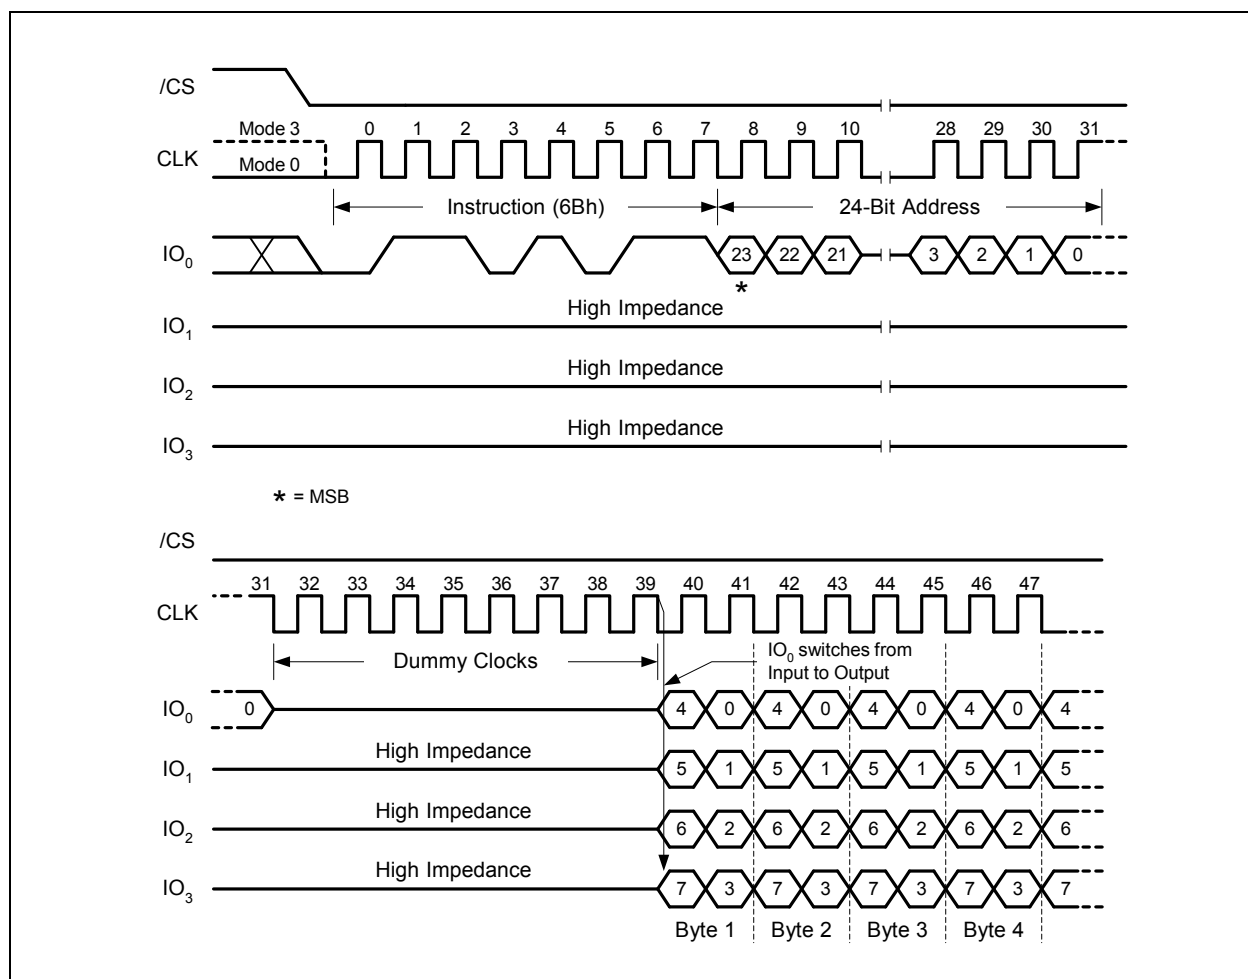 /CS
Mode 3
0 1 2 3 4 5 6 7 8 9 10 28 29 30 31
CLK
Mode 0
Instruction (6Bh)
24-Bit Address
IO0
23 22 21 3 2 1 0
*
High Impedance
IO1
High Impedance
IO2
High Impedance
IO3
* = MSB
/CS
31 32 33 34 35 36 37 38 39 40 41 42 43 44 45 46 47
CLK
Dummy Clocks
IO0 switches from
Input to Output
IO0
0 4 0 4 0 4 0 4 0 4
High Impedance
IO1
5 1 5 1 5 1 5 1 5
High Impedance
IO2
6 2 6 2 6 2 6 2 6
High Impedance
IO3
7 3 7 3 7 3 7 3 7
Byte 1 Byte 2 Byte 3 Byte 4